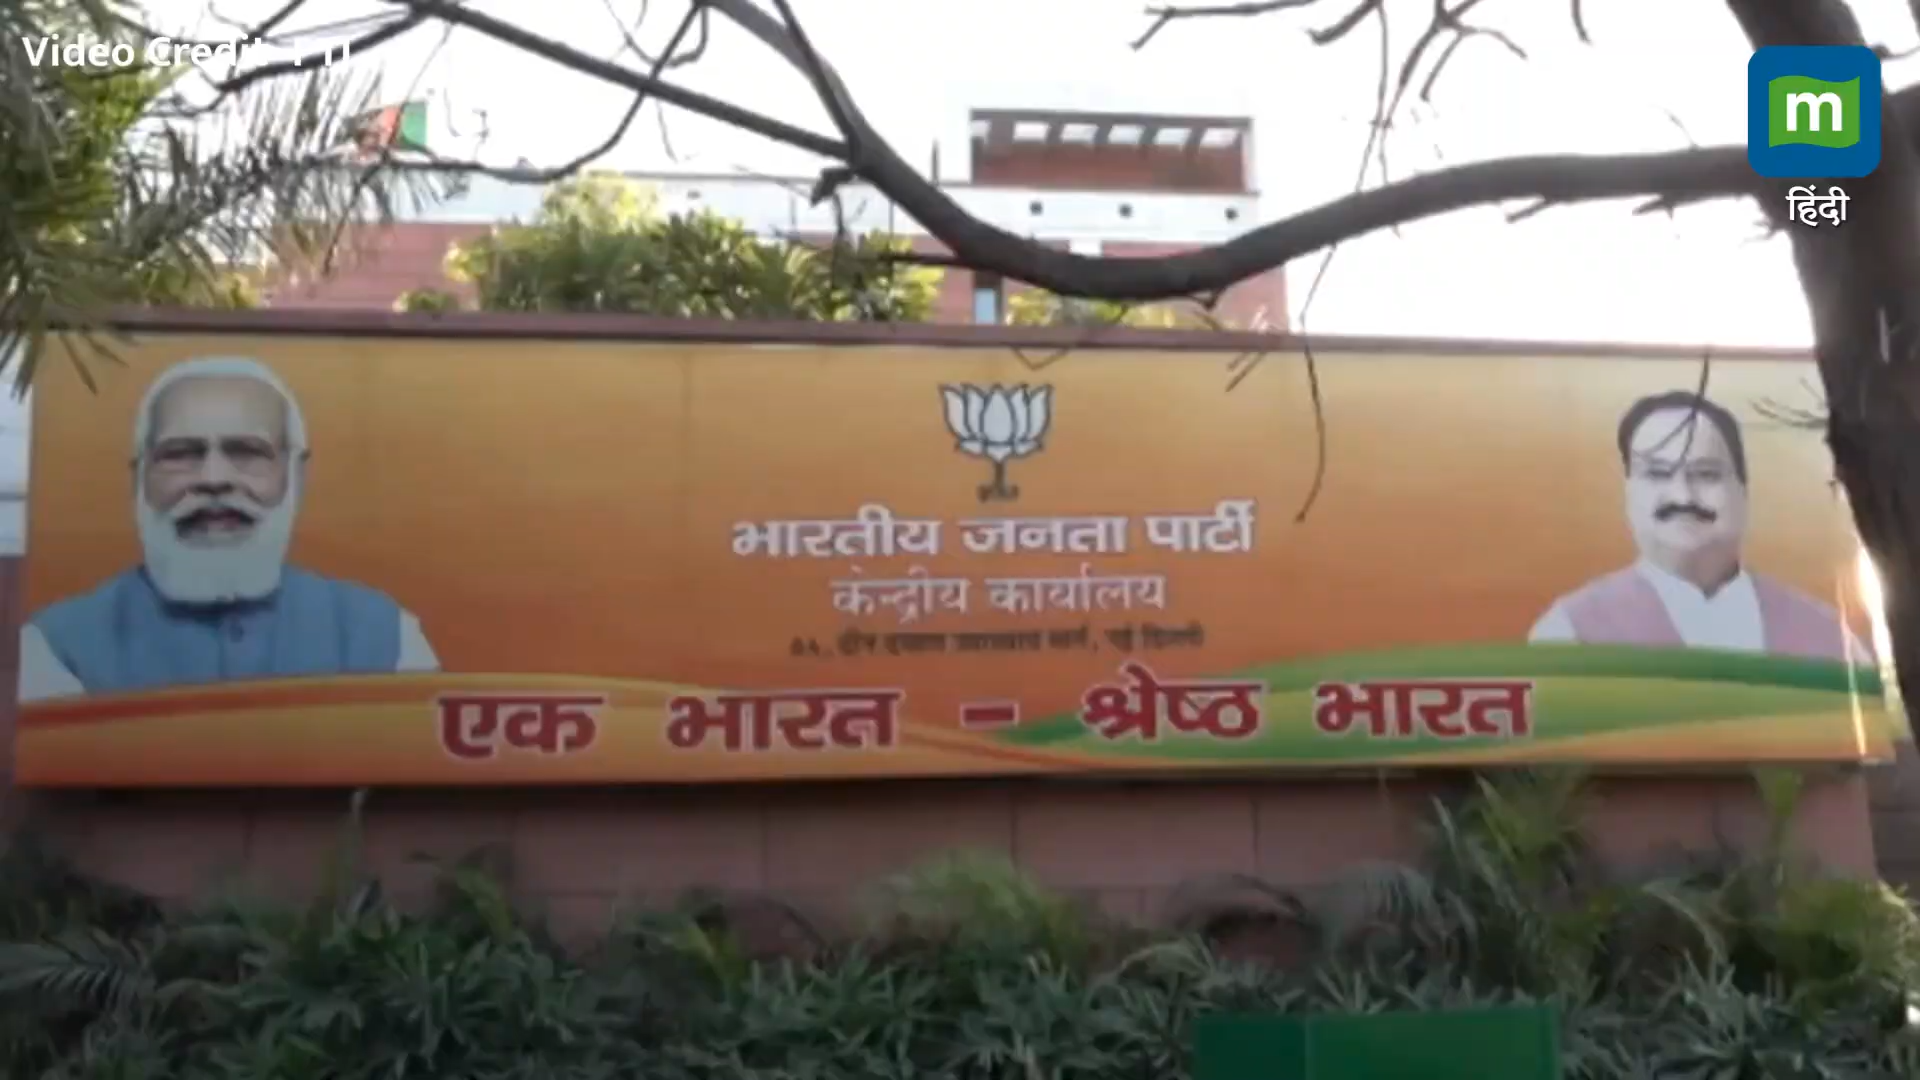 Video Credit
m
हिंदी
भारतीय जनता पार्टी
केन्द्रीय कार्यालय
एक भारत - श्रेष्ठ भारत